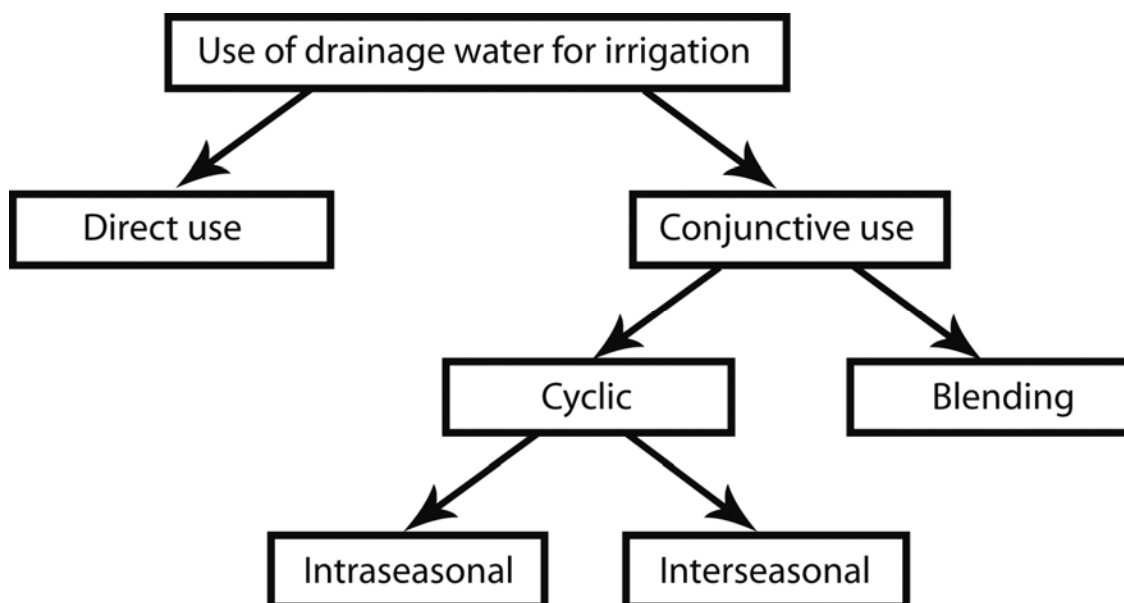 Use of drainage water for irrigation
Direct use
Conjunctive use
Cyclic
Blending
Intraseasonal
Interseasonal